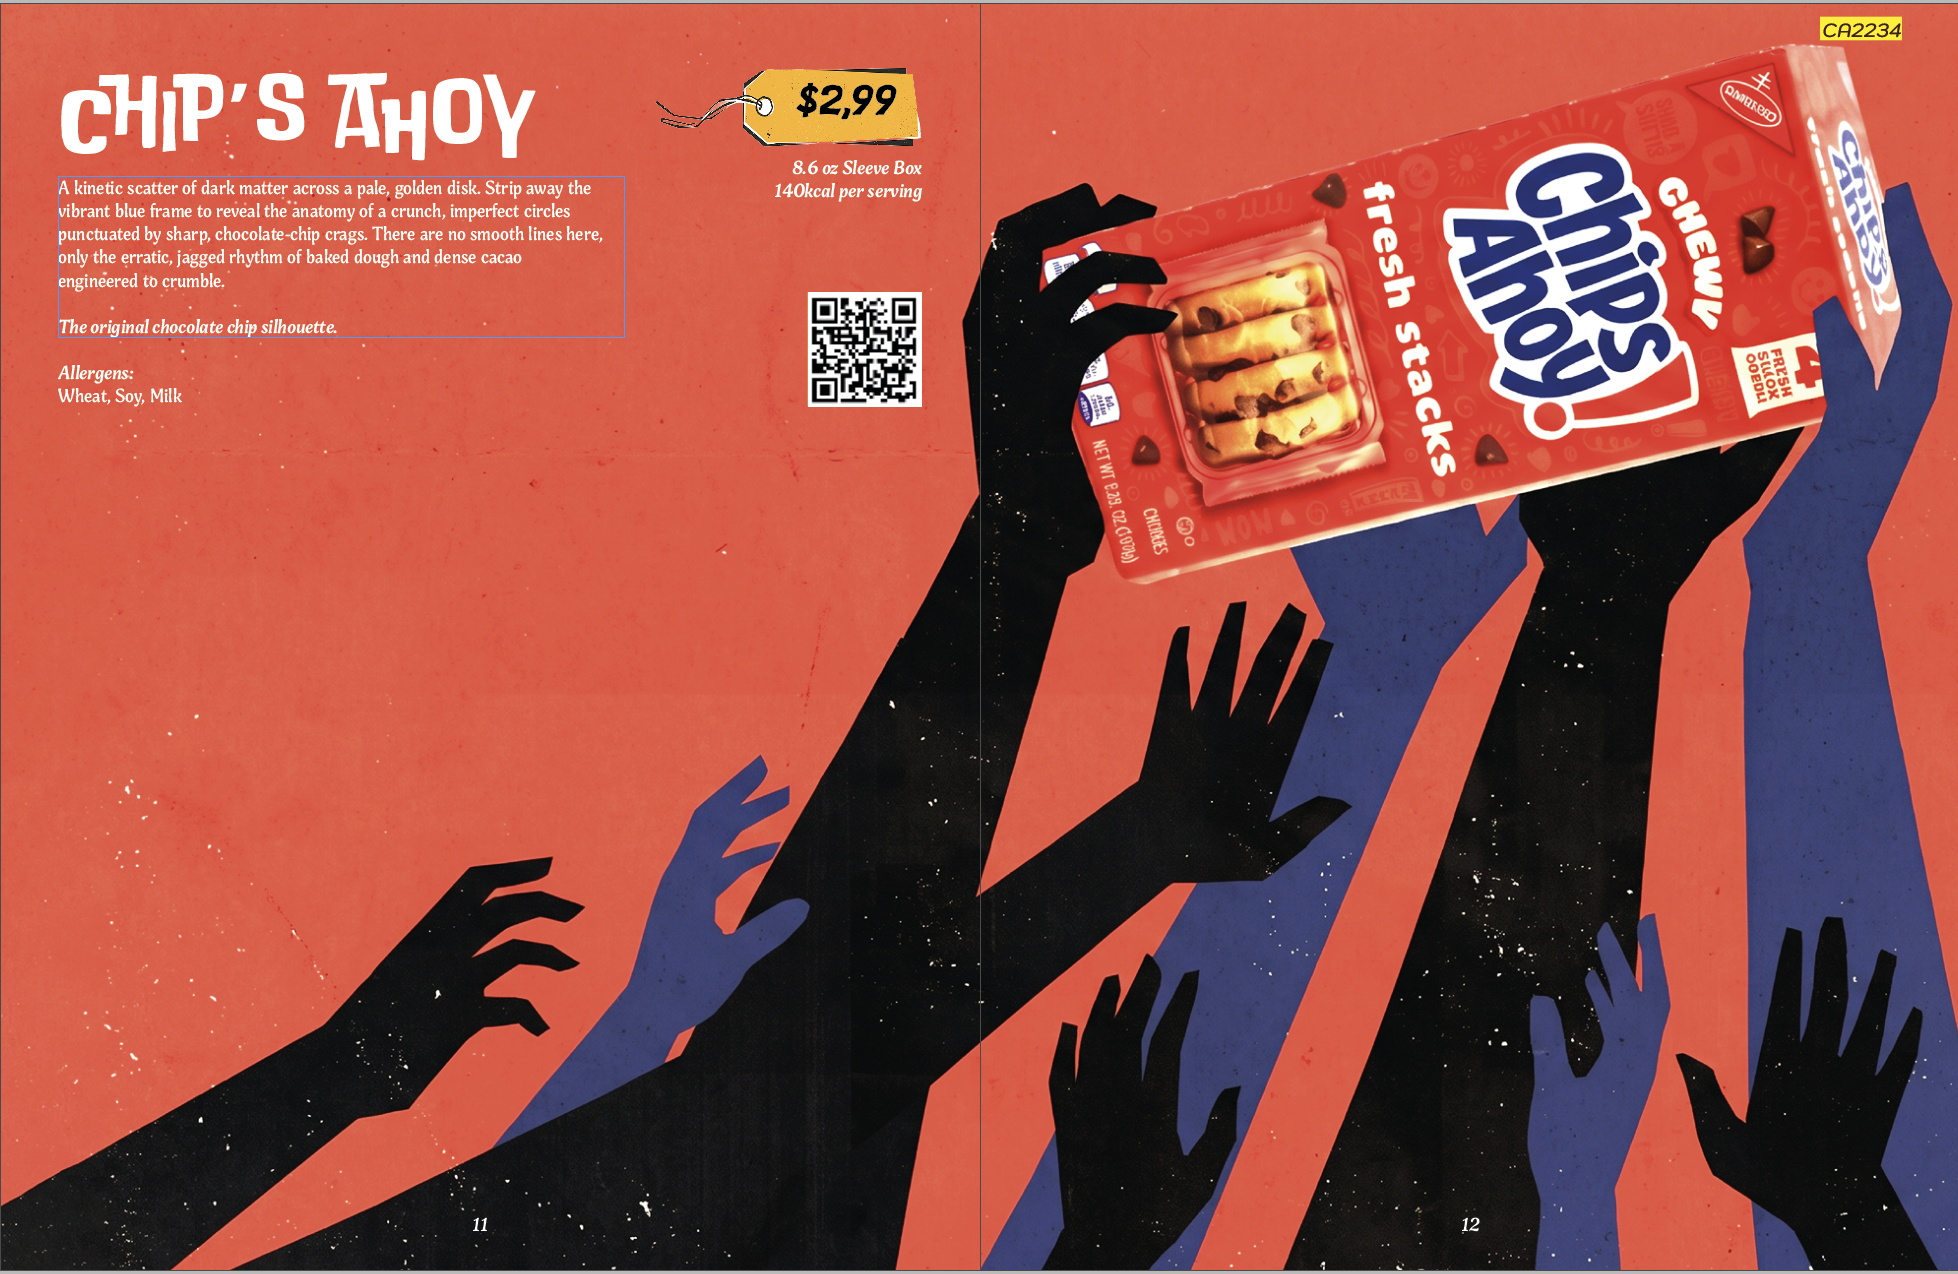 CHIP'S AHOY
$2,99
8.6 oz Sleeve Box
140kcal per serving
A kinetic scatter of dark matter across a pale, golden disk. Strip away the
vibrant blue frame to reveal the anatomy of a crunch, imperfect circles
punctuated by sharp, chocolate-chip crags. There are no smooth lines here,
only the erratic, jagged rhythm of baked dough and dense cacao
engineered to crumble.
The original chocolate chip silhouette.
Allergens:
Wheat, Soy, Milk
11
CA2234
Chips
Ahoy!
CHEWY
fresh stacks
4
FRESH
NET WT
12